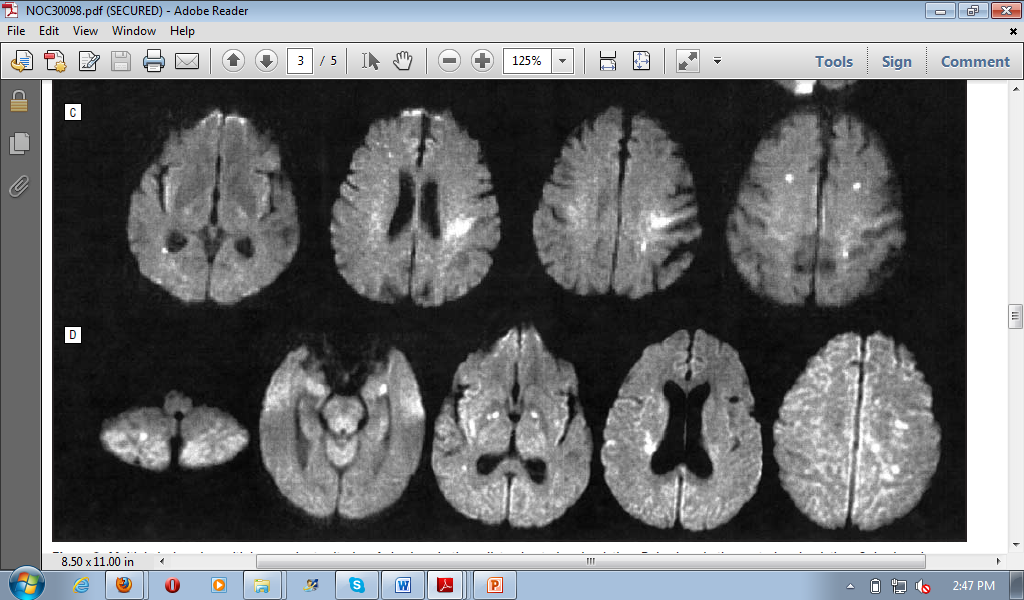 NOC30098.pdf (SECURED) - Adobe Reader
File Edit View Window Help
3 / 5 125% Tools Sign Comment
C
D
8.50 x 11.00 in
2:47 PM